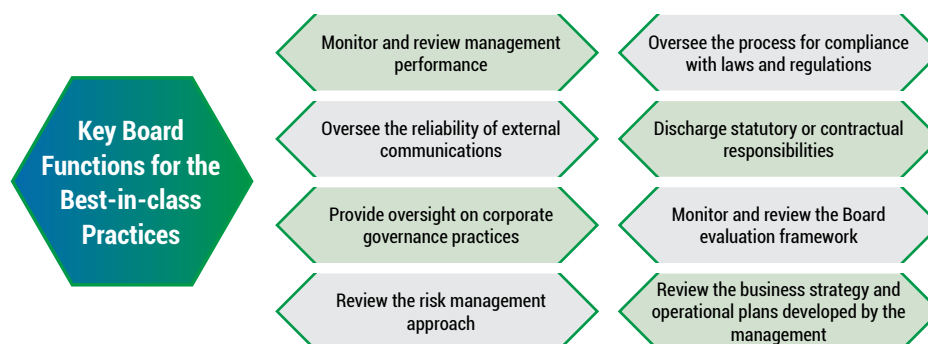 Key Board
Functions for the
Best-in-class
Practices
Monitor and review management
performance
Oversee the process for compliance
with laws and regulations
Oversee the reliability of external
communications
Discharge statutory or contractual
responsibilities
Provide oversight on corporate
governance practices
Monitor and review the Board
evaluation framework
Review the risk management
approach
Review the business strategy and
operational plans developed by the
management